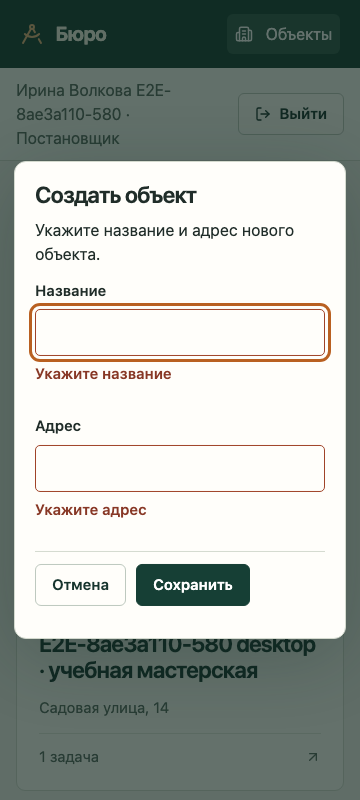 Бюро
Объекты
Ирина Волкова E2E-
8ae3a110-580 ·
Постановщик
Выйти
Создать объект
Укажите название и адрес нового
объекта.
Название
Укажите название
Адрес
Укажите адрес
Отмена
Сохранить
E2E-8ae3a110-580 desktop
· учебная мастерская
Садовая улица, 14
1 задача